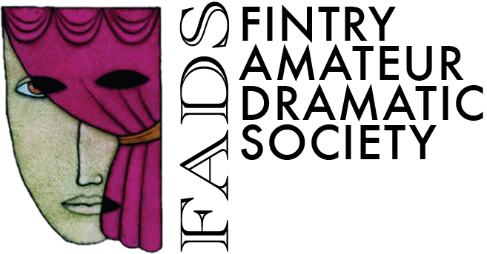 FADS
FINTRY
AMATEUR
DRAMATIC
SOCIETY